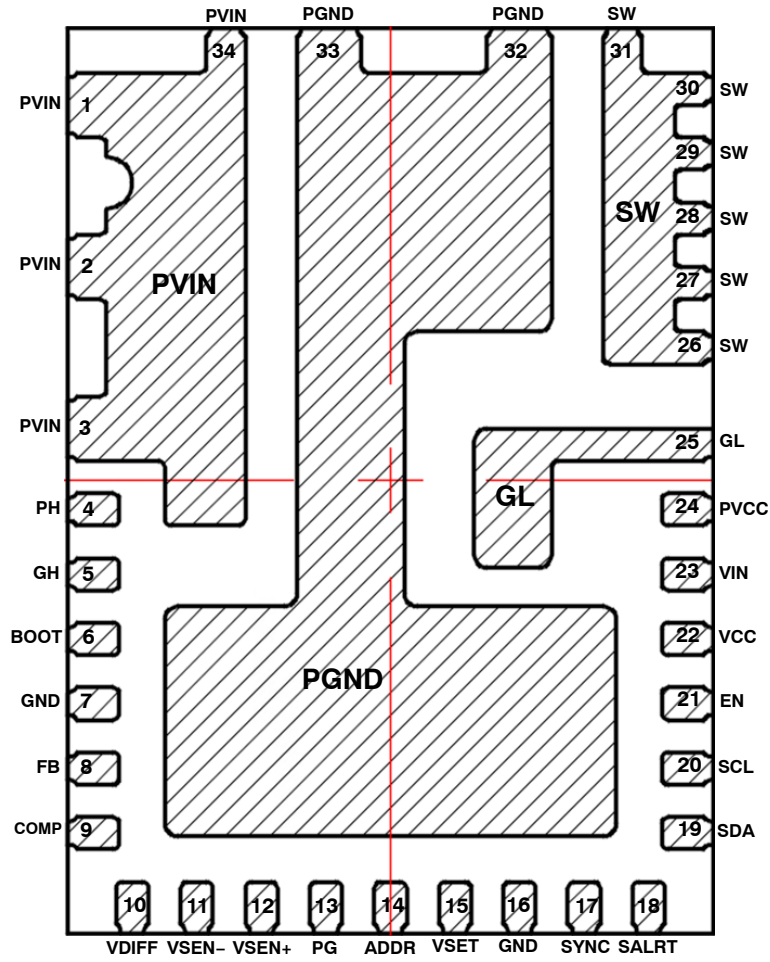 PVIN PGND PGND SW
34 33 32 31
PVIN 1 30 SW
29 SW
SW 28 SW
PVIN 2 PVIN 27 SW
26 SW
PVIN 3 25 GL
GL
PH 4 24 PVCC
GH 5 23 VIN
BOOT 6 22 VCC
PGND
GND 7 21 EN
FB 8 20 SCL
COMP 9 19 SDA
10 11 12 13 14 15 16 17 18
VDIFF VSEN− VSEN+ PG ADDR VSET GND SYNC SALRT